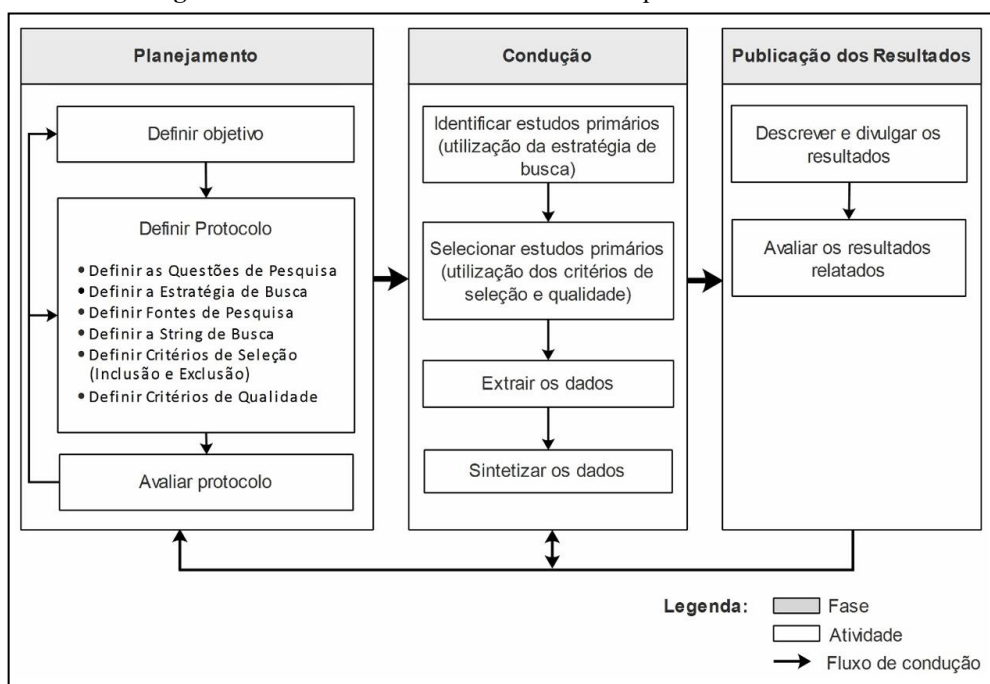 Planejamento
Definir objetivo
Definir Protocolo
• Definir as Questões de Pesquisa
• Definir a Estratégia de Busca
• Definir Fontes de Pesquisa
• Definir a String de Busca
• Definir Critérios de Seleção
(Inclusão e Exclusão)
• Definir Critérios de Qualidade
Avaliar protocolo
Condução
Identificar estudos primários
(utilização da estratégia de
busca)
Selecionar estudos primários
(utilização dos critérios de
seleção e qualidade)
Extrair os dados
Sintetizar os dados
Publicação dos Resultados
Descrever e divulgar os
resultados
Avaliar os resultados
relatados
Legenda:
Fase
Atividade
Fluxo de condução